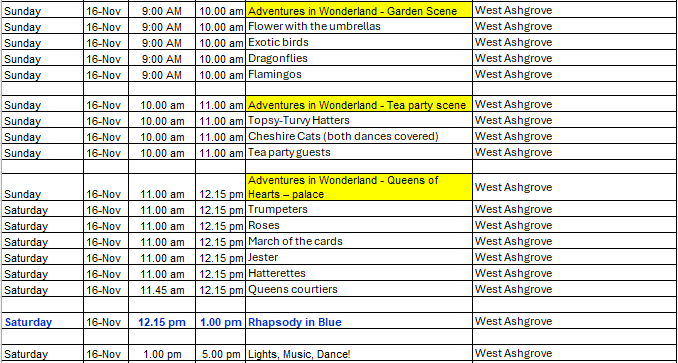 Sunday 16-Nov 9:00 AM 10.00 am Adventures in Wonderland - Garden Scene West Ashgrove
Sunday 16-Nov 9:00 AM 10.00 am Flower with the umbrellas West Ashgrove
Sunday 16-Nov 9:00 AM 10.00 am Exotic birds West Ashgrove
Sunday 16-Nov 9:00 AM 10.00 am Dragonflies West Ashgrove
Sunday 16-Nov 9:00 AM 10.00 am Flamingos West Ashgrove
Sunday 16-Nov 10.00 am 11.00 am Adventures in Wonderland - Tea party scene West Ashgrove
Sunday 16-Nov 10.00 am 11.00 am Topsy-Turvy Hatters West Ashgrove
Sunday 16-Nov 10.00 am 11.00 am Cheshire Cats (both dances covered) West Ashgrove
Sunday 16-Nov 10.00 am 11.00 am Tea party guests West Ashgrove
Adventures in Wonderland - Queens of
Sunday 16-Nov 11.00 am 12.15 pm Hearts – palace West Ashgrove
Saturday 16-Nov 11.00 am 12.15 pm Trumpeters West Ashgrove
Saturday 16-Nov 11.00 am 12.15 pm Roses West Ashgrove
Saturday 16-Nov 11.00 am 12.15 pm March of the cards West Ashgrove
Saturday 16-Nov 11.00 am 12.15 pm Jester West Ashgrove
Saturday 16-Nov 11.00 am 12.15 pm Hatterettes West Ashgrove
Saturday 16-Nov 11.45 am 12.15 pm Queens courtiers West Ashgrove
Saturday 16-Nov 12.15 pm 1.00 pm Rhapsody in Blue West Ashgrove
Saturday 16-Nov 1.00 pm 5.00 pm Lights, Music, Dance! West Ashgrove